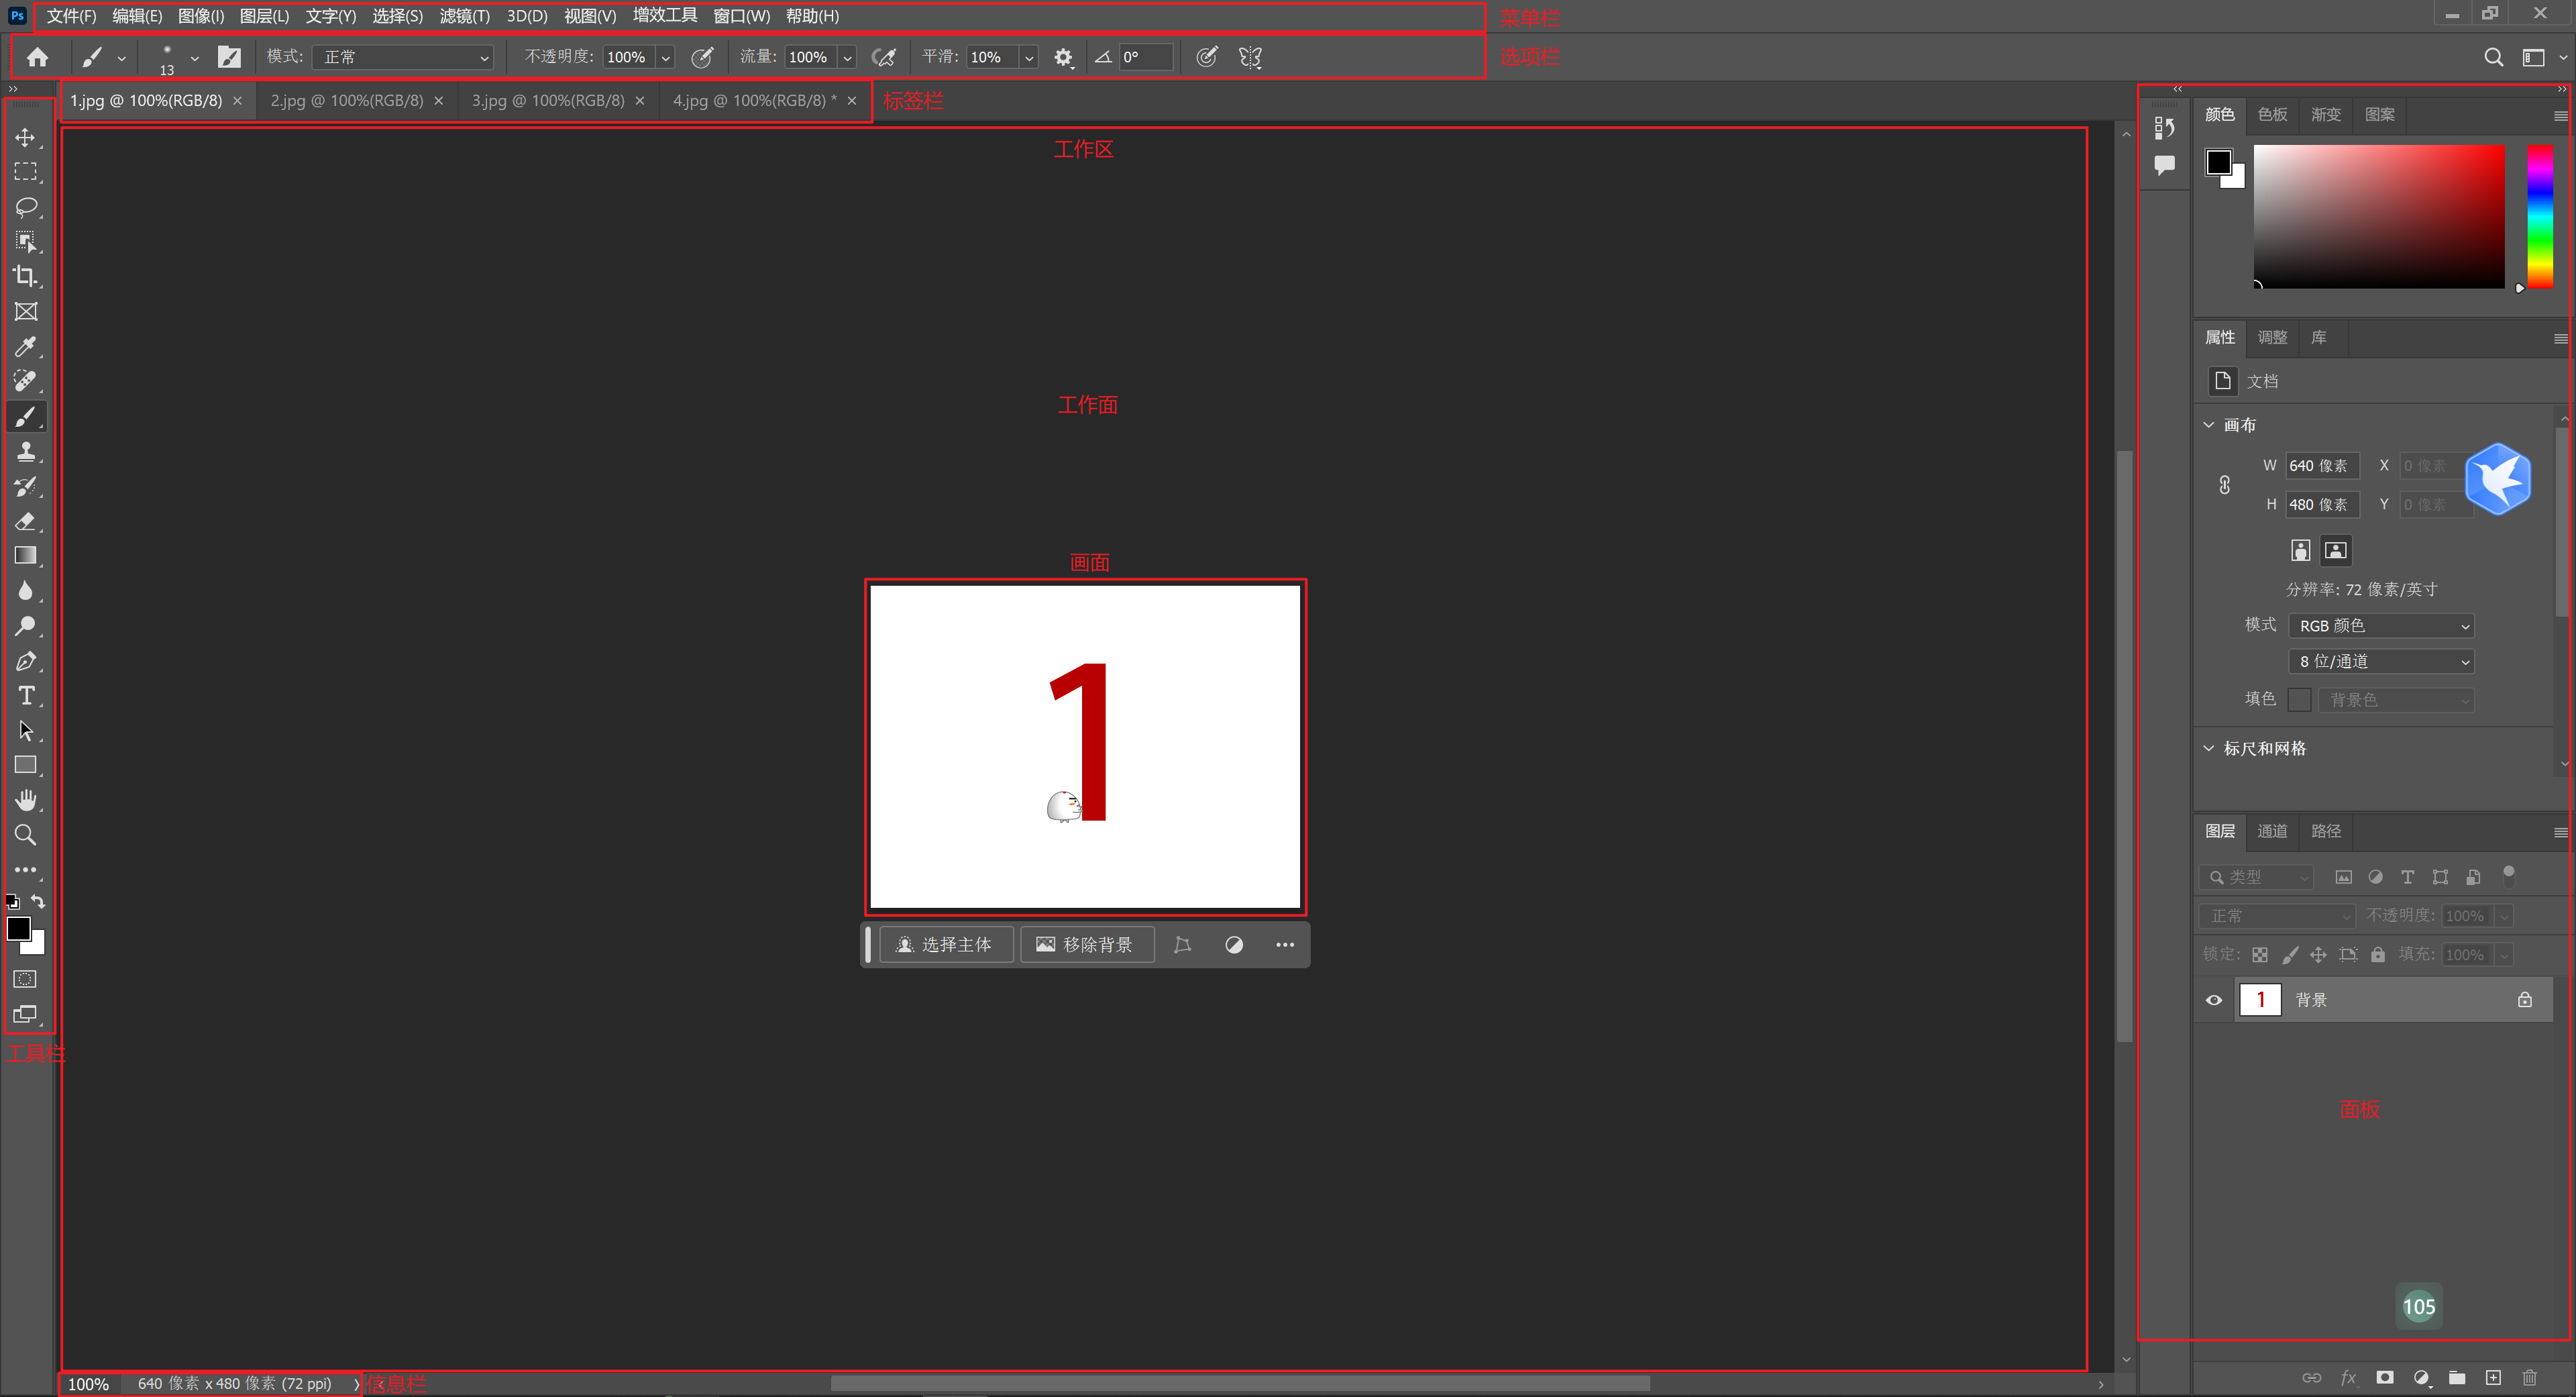 Ps 文件(F) 编辑(E) 图像(I) 图层(L) 文字(Y) 选择(S) 滤镜(T) 3D(D) 视图(V) 增效工具 窗口(W) 帮助(H) 菜单栏
13 模式: 正常 不透明度: 100% 流量: 100% 平滑: 10% 0° 选项栏
1.jpg @ 100%(RGB/8) × 2.jpg @ 100%(RGB/8) × 3.jpg @ 100%(RGB/8) × 4.jpg @ 100%(RGB/8) * × 标签栏
工作区
工作面
画面
1
选择主体 移除背景
工具栏
100% 640 像素 x 480 像素 (72 ppi) 信息栏
颜色 色板 渐变 图案
属性 调整 库
文档
画布
W 640 像素 X 0 像素
H 480 像素 Y 0 像素
分辨率: 72 像素/英寸
模式 RGB 颜色
8 位/通道
填色 背景色
标尺和网格
图层 通道 路径
类型
正常 不透明度: 100%
锁定: 填充: 100%
1 背景
面板
105
fx